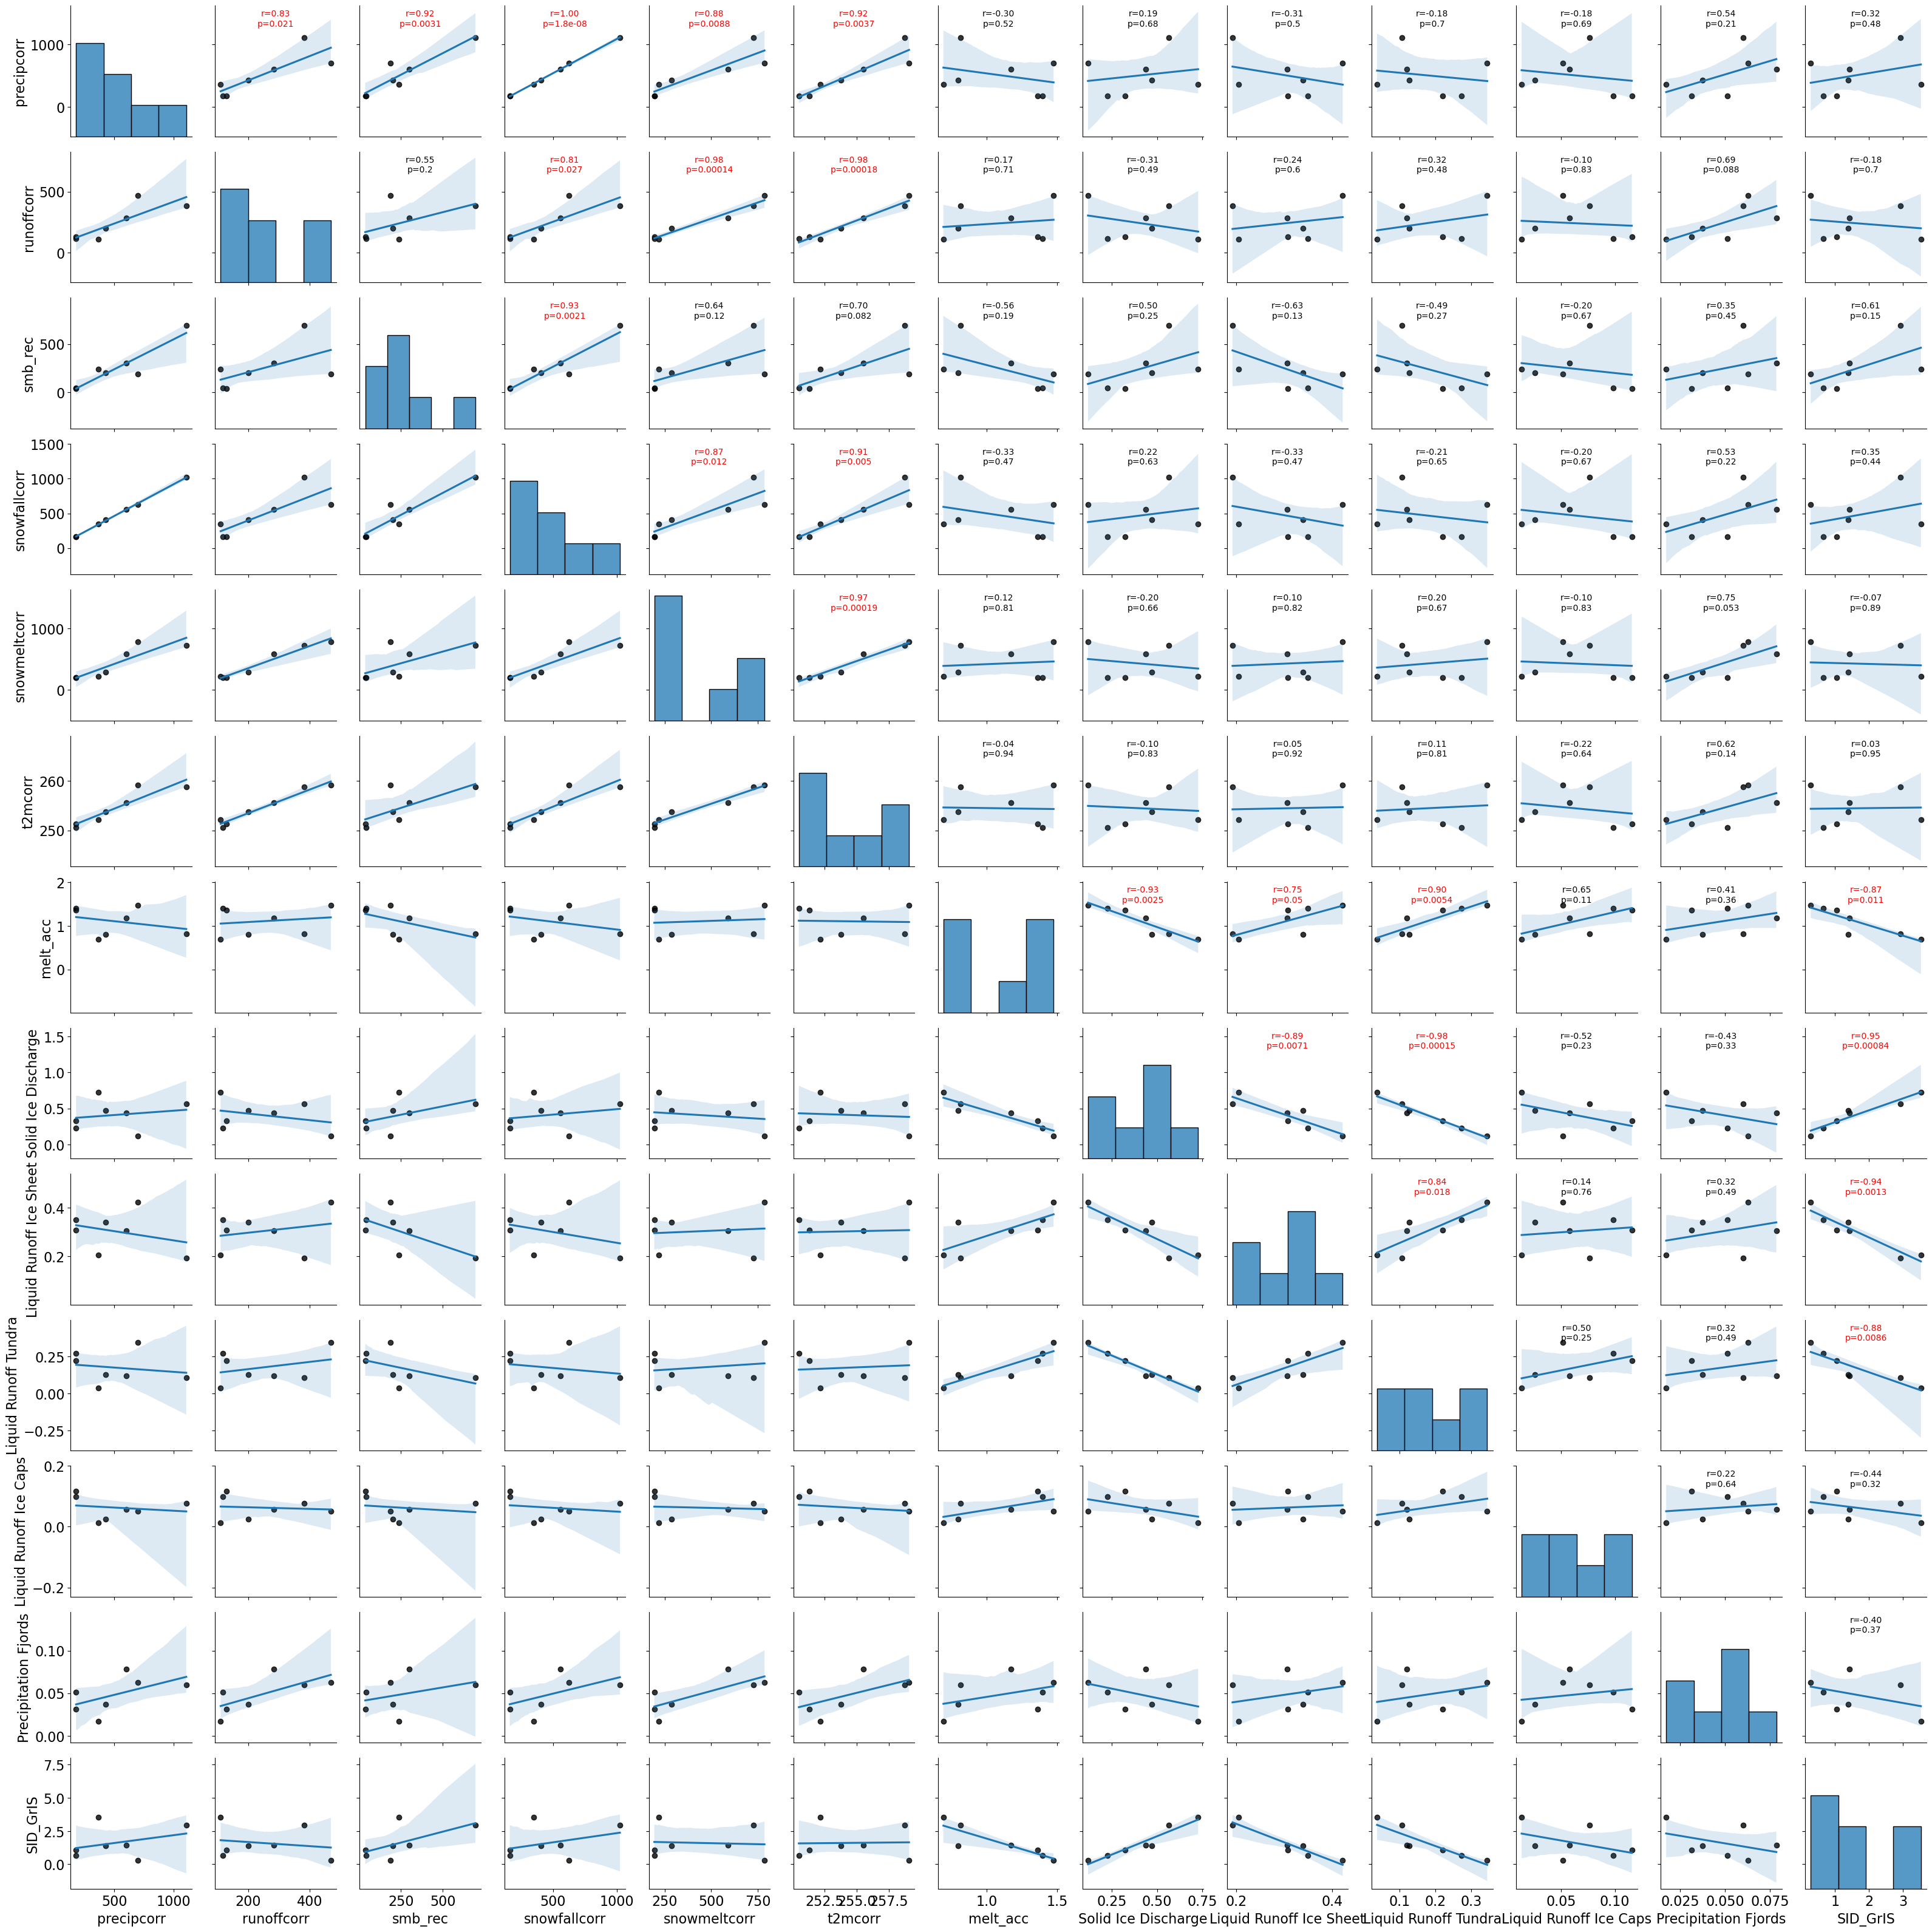 precipcorr
1000
0
r=0.83
p=0.021
r=0.92
p=0.0031
r=1.00
p=1.8e-08
r=0.88
p=0.0088
r=0.92
p=0.0037
r=-0.30
p=0.52
r=0.19
p=0.68
r=-0.31
p=0.5
r=-0.18
p=0.7
r=-0.18
p=0.69
r=0.54
p=0.21
r=0.32
p=0.48
runoffcorr
500
0
r=0.55
p=0.2
r=0.81
p=0.027
r=0.98
p=0.00014
r=0.98
p=0.00018
r=0.17
p=0.71
r=-0.31
p=0.49
r=0.24
p=0.6
r=0.32
p=0.48
r=-0.10
p=0.83
r=0.69
p=0.088
r=-0.18
p=0.7
smb_rec
500
0
r=0.93
p=0.0021
r=0.64
p=0.12
r=0.70
p=0.082
r=-0.56
p=0.19
r=0.50
p=0.25
r=-0.63
p=0.13
r=-0.49
p=0.27
r=-0.20
p=0.67
r=0.35
p=0.45
r=0.61
p=0.15
snowfallcorr
1500
1000
500
0
r=0.87
p=0.012
r=0.91
p=0.005
r=-0.33
p=0.47
r=0.22
p=0.63
r=-0.33
p=0.47
r=-0.21
p=0.65
r=-0.20
p=0.67
r=0.53
p=0.22
r=0.35
p=0.44
snowmeltcorr
1000
0
r=0.97
p=0.00019
r=0.12
p=0.81
r=-0.20
p=0.66
r=0.10
p=0.82
r=0.20
p=0.67
r=-0.10
p=0.83
r=0.75
p=0.053
r=-0.07
p=0.89
t2mcorr
260
250
r=-0.04
p=0.94
r=-0.10
p=0.83
r=0.05
p=0.92
r=0.11
p=0.81
r=-0.22
p=0.64
r=0.62
p=0.14
r=0.03
p=0.95
melt_acc
2
1
0
r=-0.93
p=0.0025
r=0.75
p=0.05
r=0.90
p=0.0054
r=0.65
p=0.11
r=0.41
p=0.36
r=-0.87
p=0.011
Solid Ice Discharge
1.5
1.0
0.5
0.0
r=-0.89
p=0.0071
r=-0.98
p=0.00015
r=-0.52
p=0.23
r=-0.43
p=0.33
r=0.95
p=0.00084
Liquid Runoff Ice Sheet
0.4
0.2
r=0.84
p=0.018
r=0.14
p=0.76
r=0.32
p=0.49
r=-0.94
p=0.0013
Liquid Runoff Tundra
0.25
0.00
−0.25
r=0.50
p=0.25
r=0.32
p=0.49
r=-0.88
p=0.0086
Liquid Runoff Ice Caps
0.2
0.0
−0.2
r=0.22
p=0.64
r=-0.44
p=0.32
Precipitation Fjords
0.10
0.05
0.00
r=-0.40
p=0.37
SID_GrIS
7.5
5.0
2.5
0.0
500 1000
200 400
250 500
0 500 1000
250 500 750
252.5 255.0 257.5
1.0 1.5
0.25 0.50 0.75
0.2 0.4
0.1 0.2 0.3
0.05 0.10
0.025 0.050 0.075
1 2 3
precipcorr
runoffcorr
smb_rec
snowfallcorr
snowmeltcorr
t2mcorr
melt_acc
Solid Ice Discharge
Liquid Runoff Ice Sheet
Liquid Runoff Tundra
Liquid Runoff Ice Caps
Precipitation Fjords
SID_GrIS